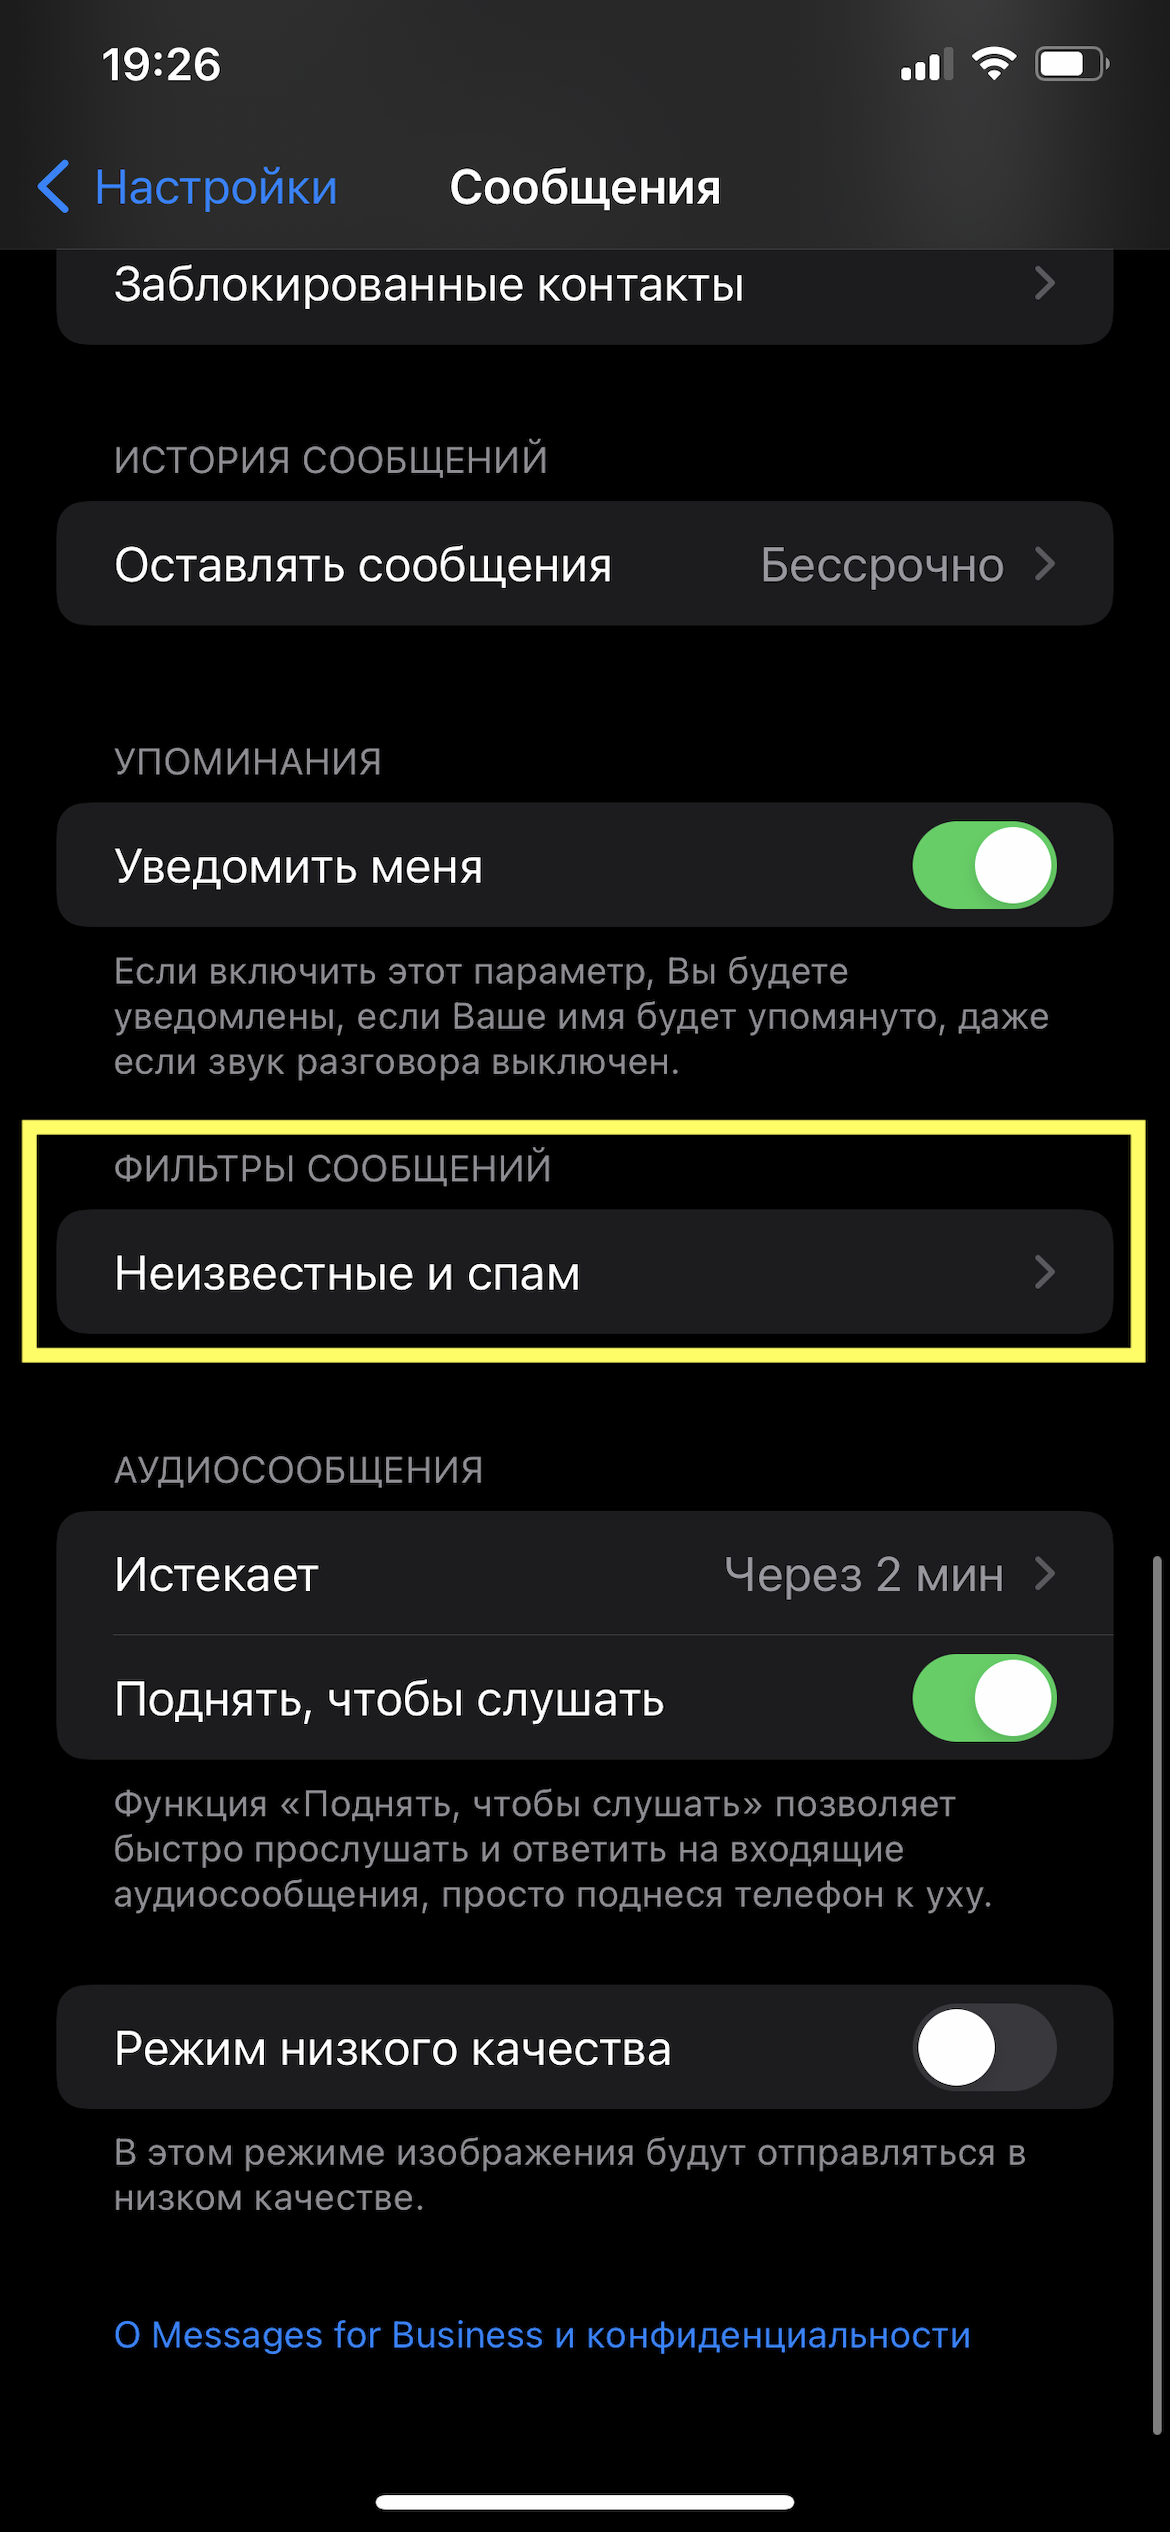 19:26
Настройки
Сообщения
Заблокированные контакты
ИСТОРИЯ СООБЩЕНИЙ
Оставлять сообщения Бессрочно
УПОМИНАНИЯ
Уведомить меня
Если включить этот параметр, Вы будете
уведомлены, если Ваше имя будет упомянуто, даже
если звук разговора выключен.
ФИЛЬТРЫ СООБЩЕНИЙ
Неизвестные и спам
АУДИОСООБЩЕНИЯ
Истекает Через 2 мин
Поднять, чтобы слушать
Функция «Поднять, чтобы слушать» позволяет
быстро прослушать и ответить на входящие
аудиосообщения, просто поднеся телефон к уху.
Режим низкого качества
В этом режиме изображения будут отправляться в
низком качестве.
О Messages for Business и конфиденциальности